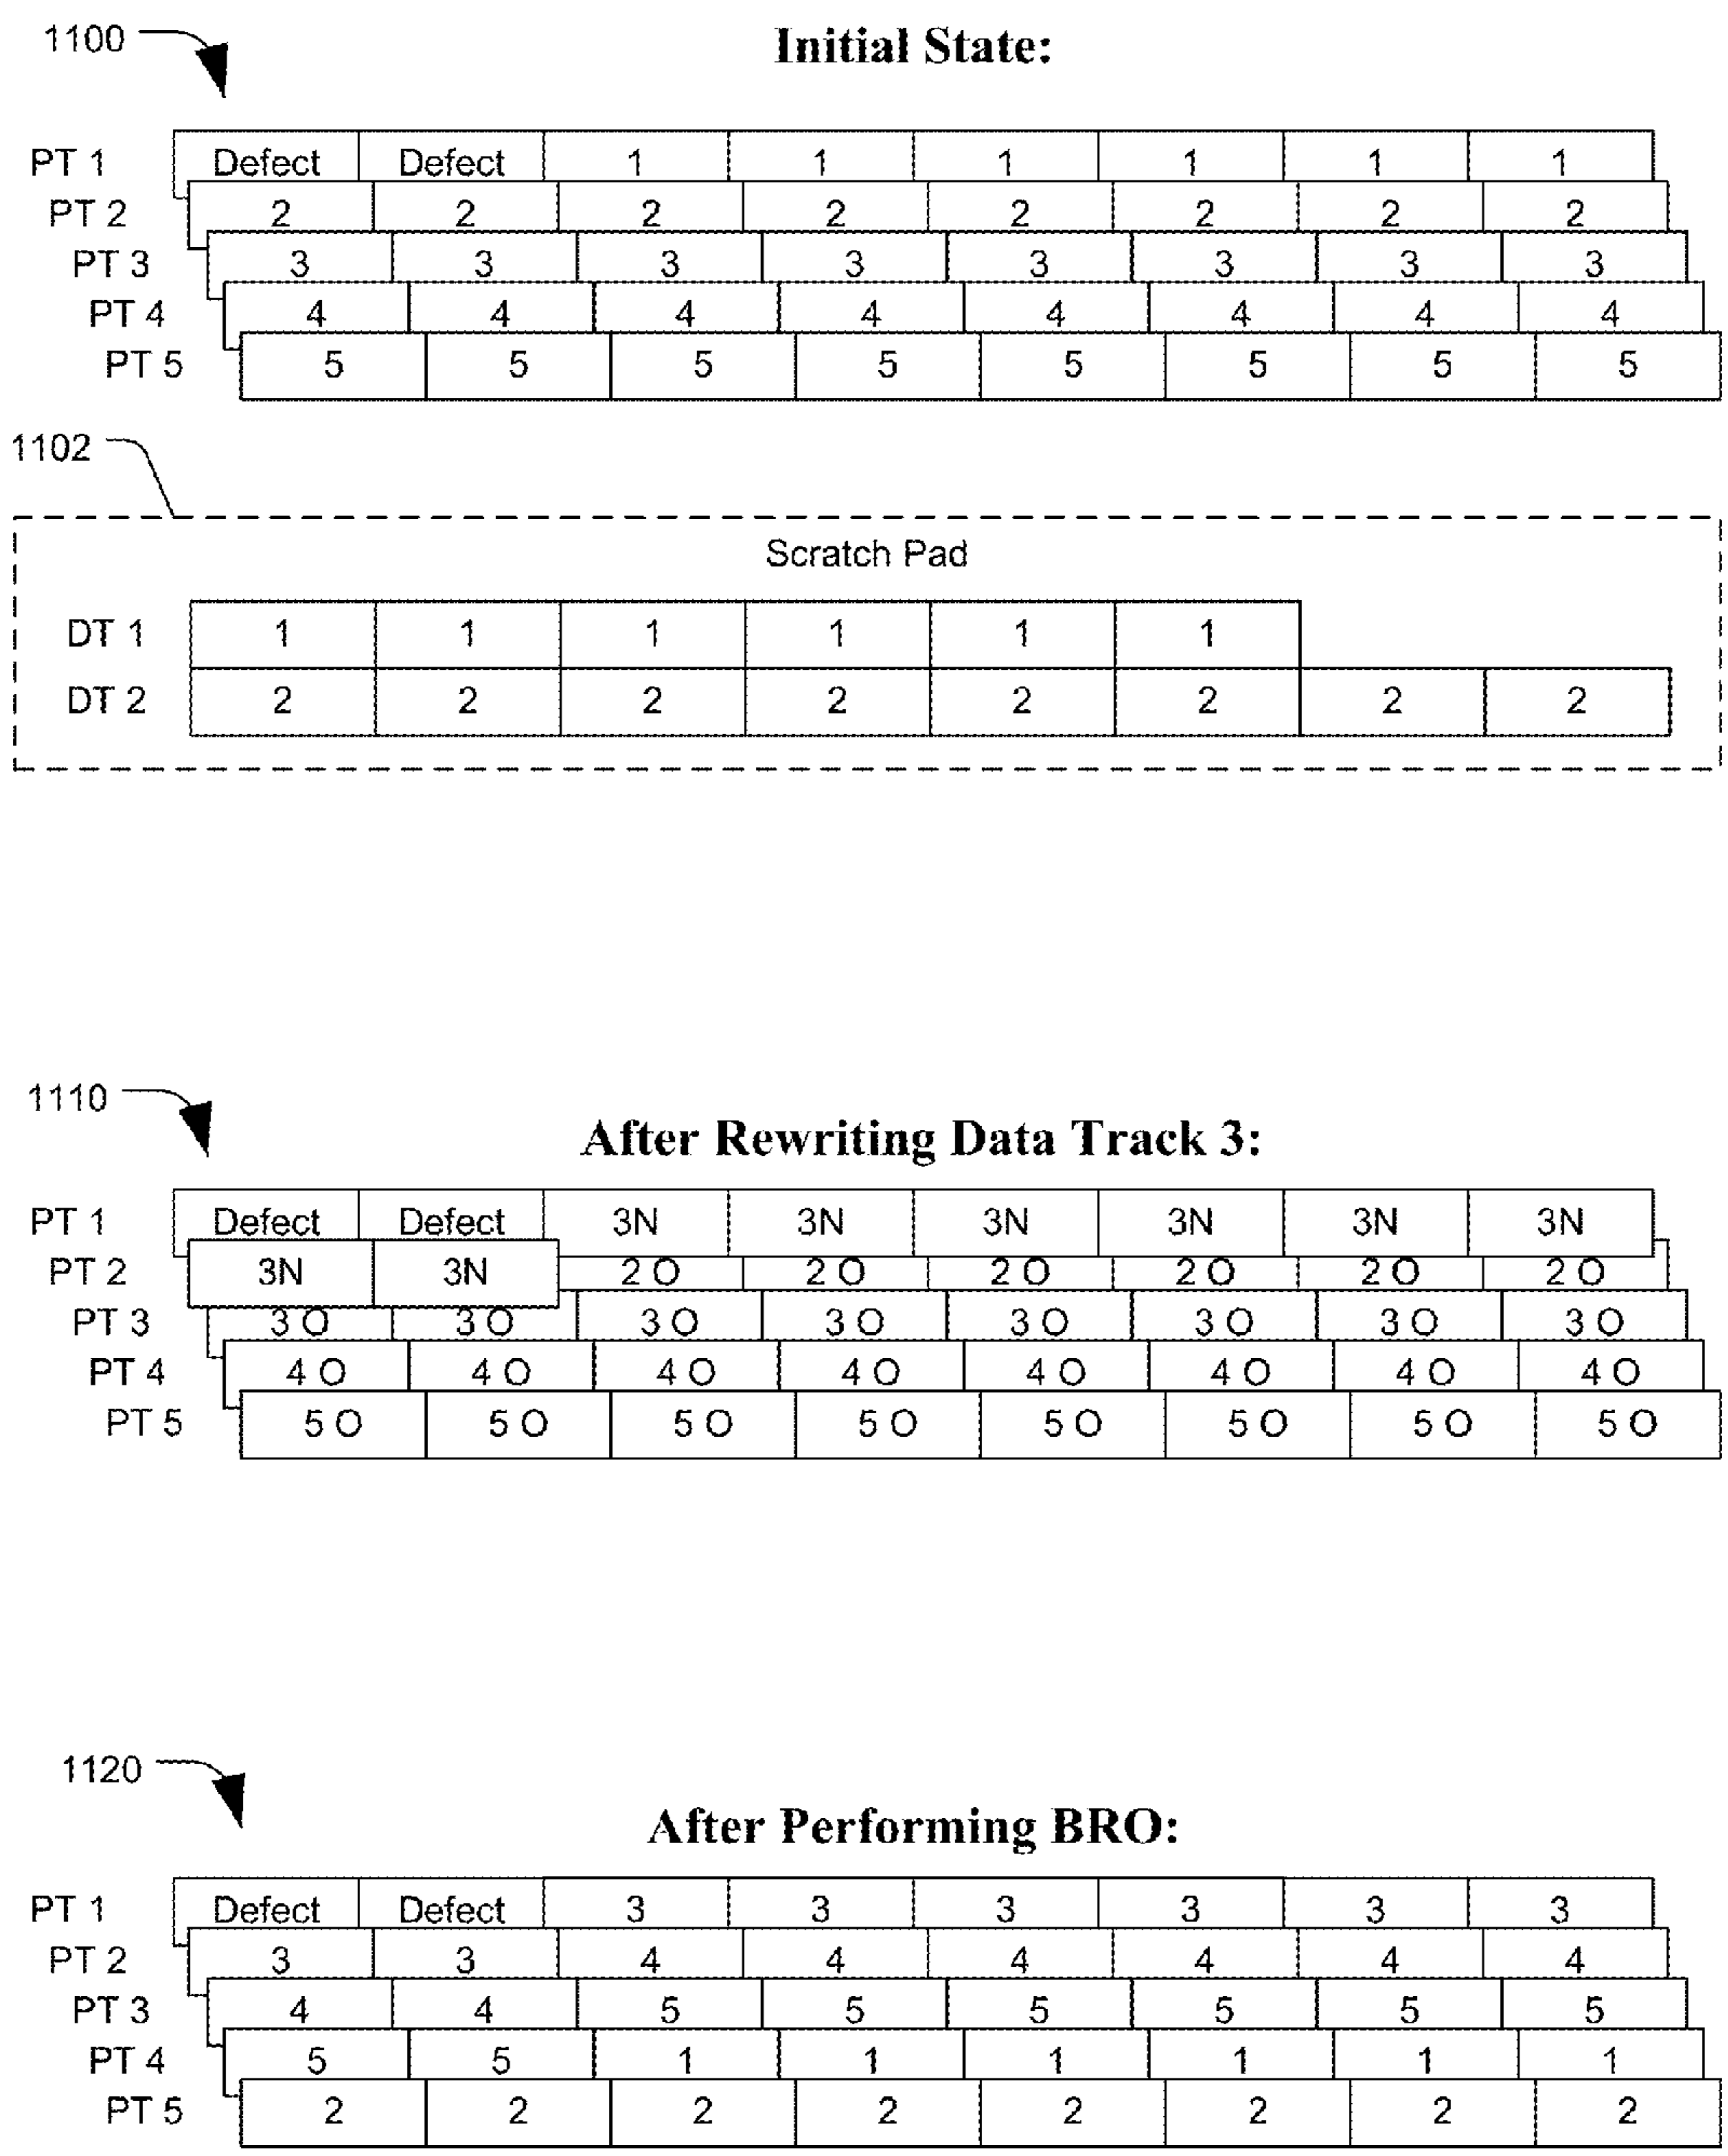 1100
Initial State:
PT 1 Defect Defect 1 1 1 1 1 1
PT 2 2 2 2 2 2 2 2 2
PT 3 3 3 3 3 3 3 3 3
PT 4 4 4 4 4 4 4 4 4
PT 5 5 5 5 5 5 5 5 5
1102
Scratch Pad
DT 1 1 1 1 1 1 1
DT 2 2 2 2 2 2 2 2 2
1110
After Rewriting Data Track 3:
PT 1 Defect Defect 3N 3N 3N 3N 3N 3N
PT 2 3N 3N 2 O 2 O 2 O 2 O 2 O 2 O
PT 3 3 O 3 O 3 O 3 O 3 O 3 O 3 O 3 O
PT 4 4 O 4 O 4 O 4 O 4 O 4 O 4 O 4 O
PT 5 5 O 5 O 5 O 5 O 5 O 5 O 5 O 5 O
1120
After Performing BRO:
PT 1 Defect Defect 3 3 3 3 3 3
PT 2 3 3 4 4 4 4 4 4
PT 3 4 4 5 5 5 5 5 5
PT 4 5 5 1 1 1 1 1 1
PT 5 2 2 2 2 2 2 2 2